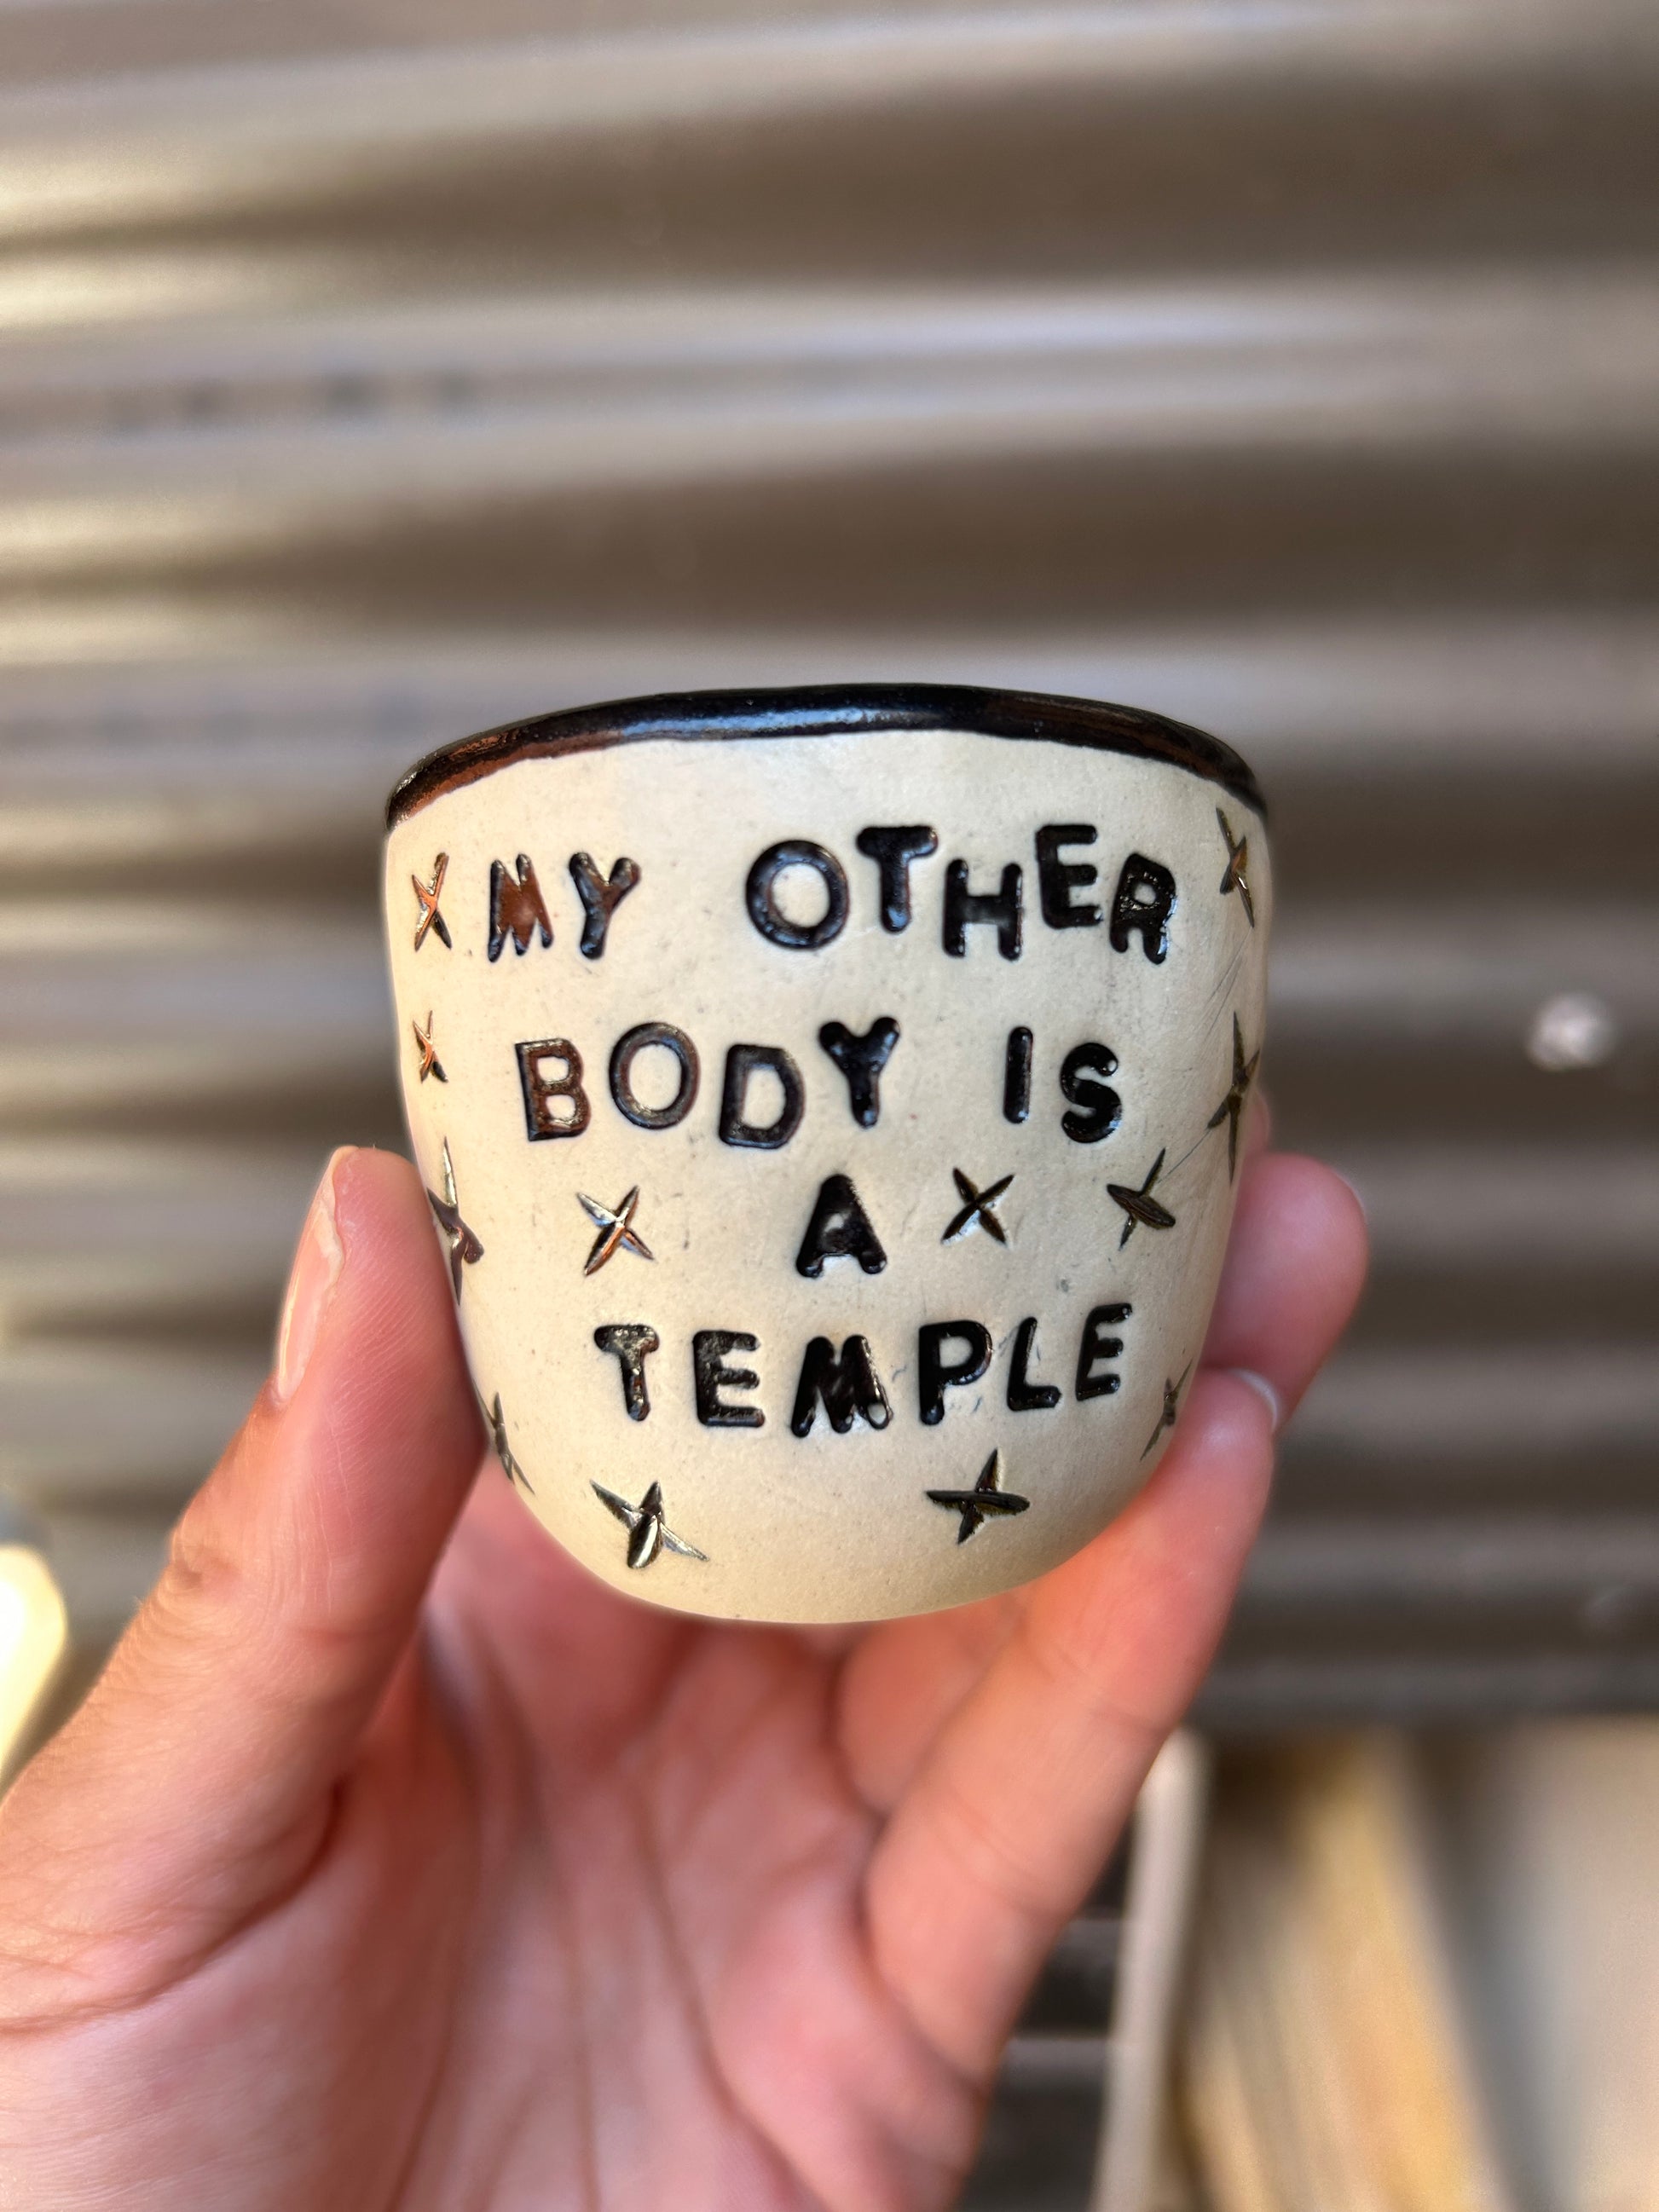 MY OTHER
BODY IS
A
TEMPLE